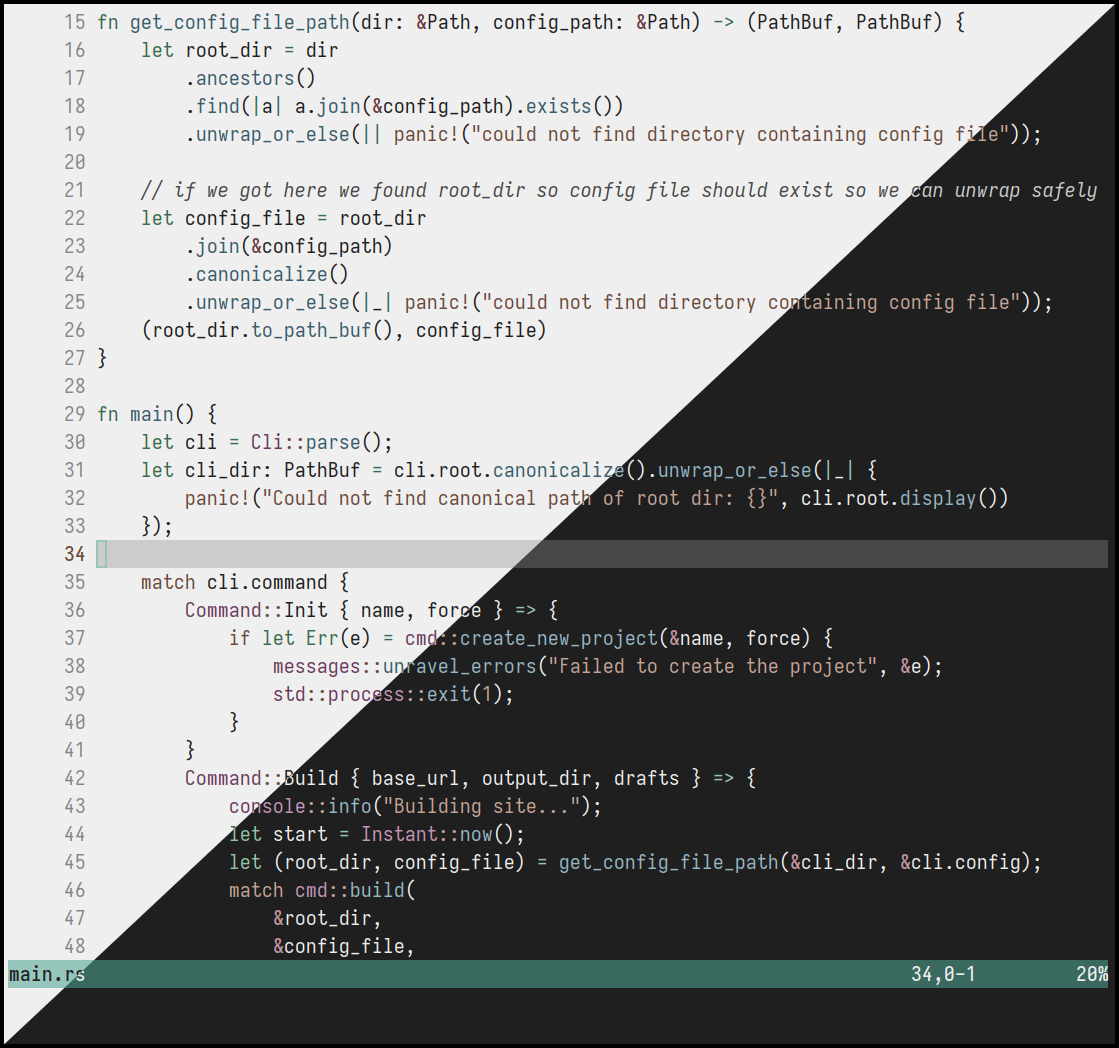 15 fn get_config_file_path(dir: &Path, config_path: &Path) -> (PathBuf, PathBuf) {
16     let root_dir = dir
17         .ancestors()
18         .find(|a| a.join(&config_path).exists())
19         .unwrap_or_else(|| panic!("could not find directory containing config file"));
20
21     // if we got here we found root_dir so config file should exist so we can unwrap safely
22     let config_file = root_dir
23         .join(&config_path)
24         .canonicalize()
25         .unwrap_or_else(|_| panic!("could not find directory containing config file"));
26     (root_dir.to_path_buf(), config_file)
27 }
28
29 fn main() {
30     let cli = Cli::parse();
31     let cli_dir: PathBuf = cli.root.canonicalize().unwrap_or_else(|_| {
32         panic!("Could not find canonical path of root dir: {}", cli.root.display())
33     });
34
35     match cli.command {
36         Command::Init { name, force } => {
37             if let Err(e) = cmd::create_new_project(&name, force) {
38                 messages::unravel_errors("Failed to create the project", &e);
39                 std::process::exit(1);
40             }
41         }
42         Command::Build { base_url, output_dir, drafts } => {
43             console::info("Building site...");
44             let start = Instant::now();
45             let (root_dir, config_file) = get_config_file_path(&cli_dir, &cli.config);
46             match cmd::build(
47                 &root_dir,
48                 &config_file,
main.rs 34,0-1 20%